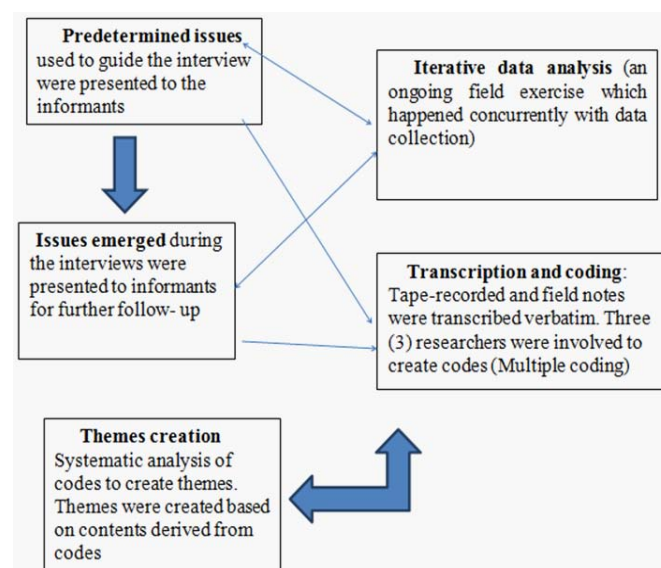 Predetermined issues
used to guide the interview
were presented to the
informants
Iterative data analysis (an
ongoing field exercise which
happened concurrently with data
collection)
Issues emerged during
the interviews were
presented to informants
for further follow- up
Transcription and coding:
Tape-recorded and field notes
were transcribed verbatim. Three
(3) researchers were involved to
create codes (Multiple coding)
Themes creation
Systematic analysis of
codes to create themes.
Themes were created based
on contents derived from
codes